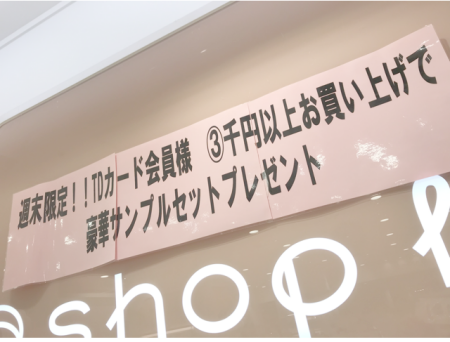 週末限定！！TDカード会員様　③千円以上お買い上げで
豪華サンプルセットプレゼント
@shop